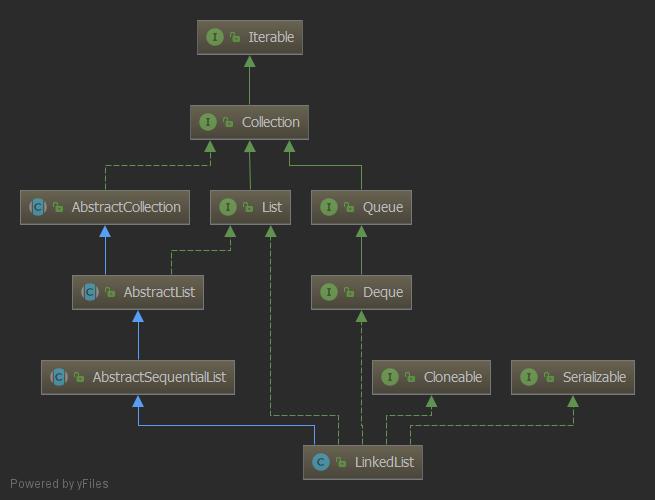 I Iterable
I Collection
C AbstractCollection
I List
I Queue
C AbstractList
I Deque
C AbstractSequentialList
I Cloneable
I Serializable
C LinkedList
Powered by yFiles